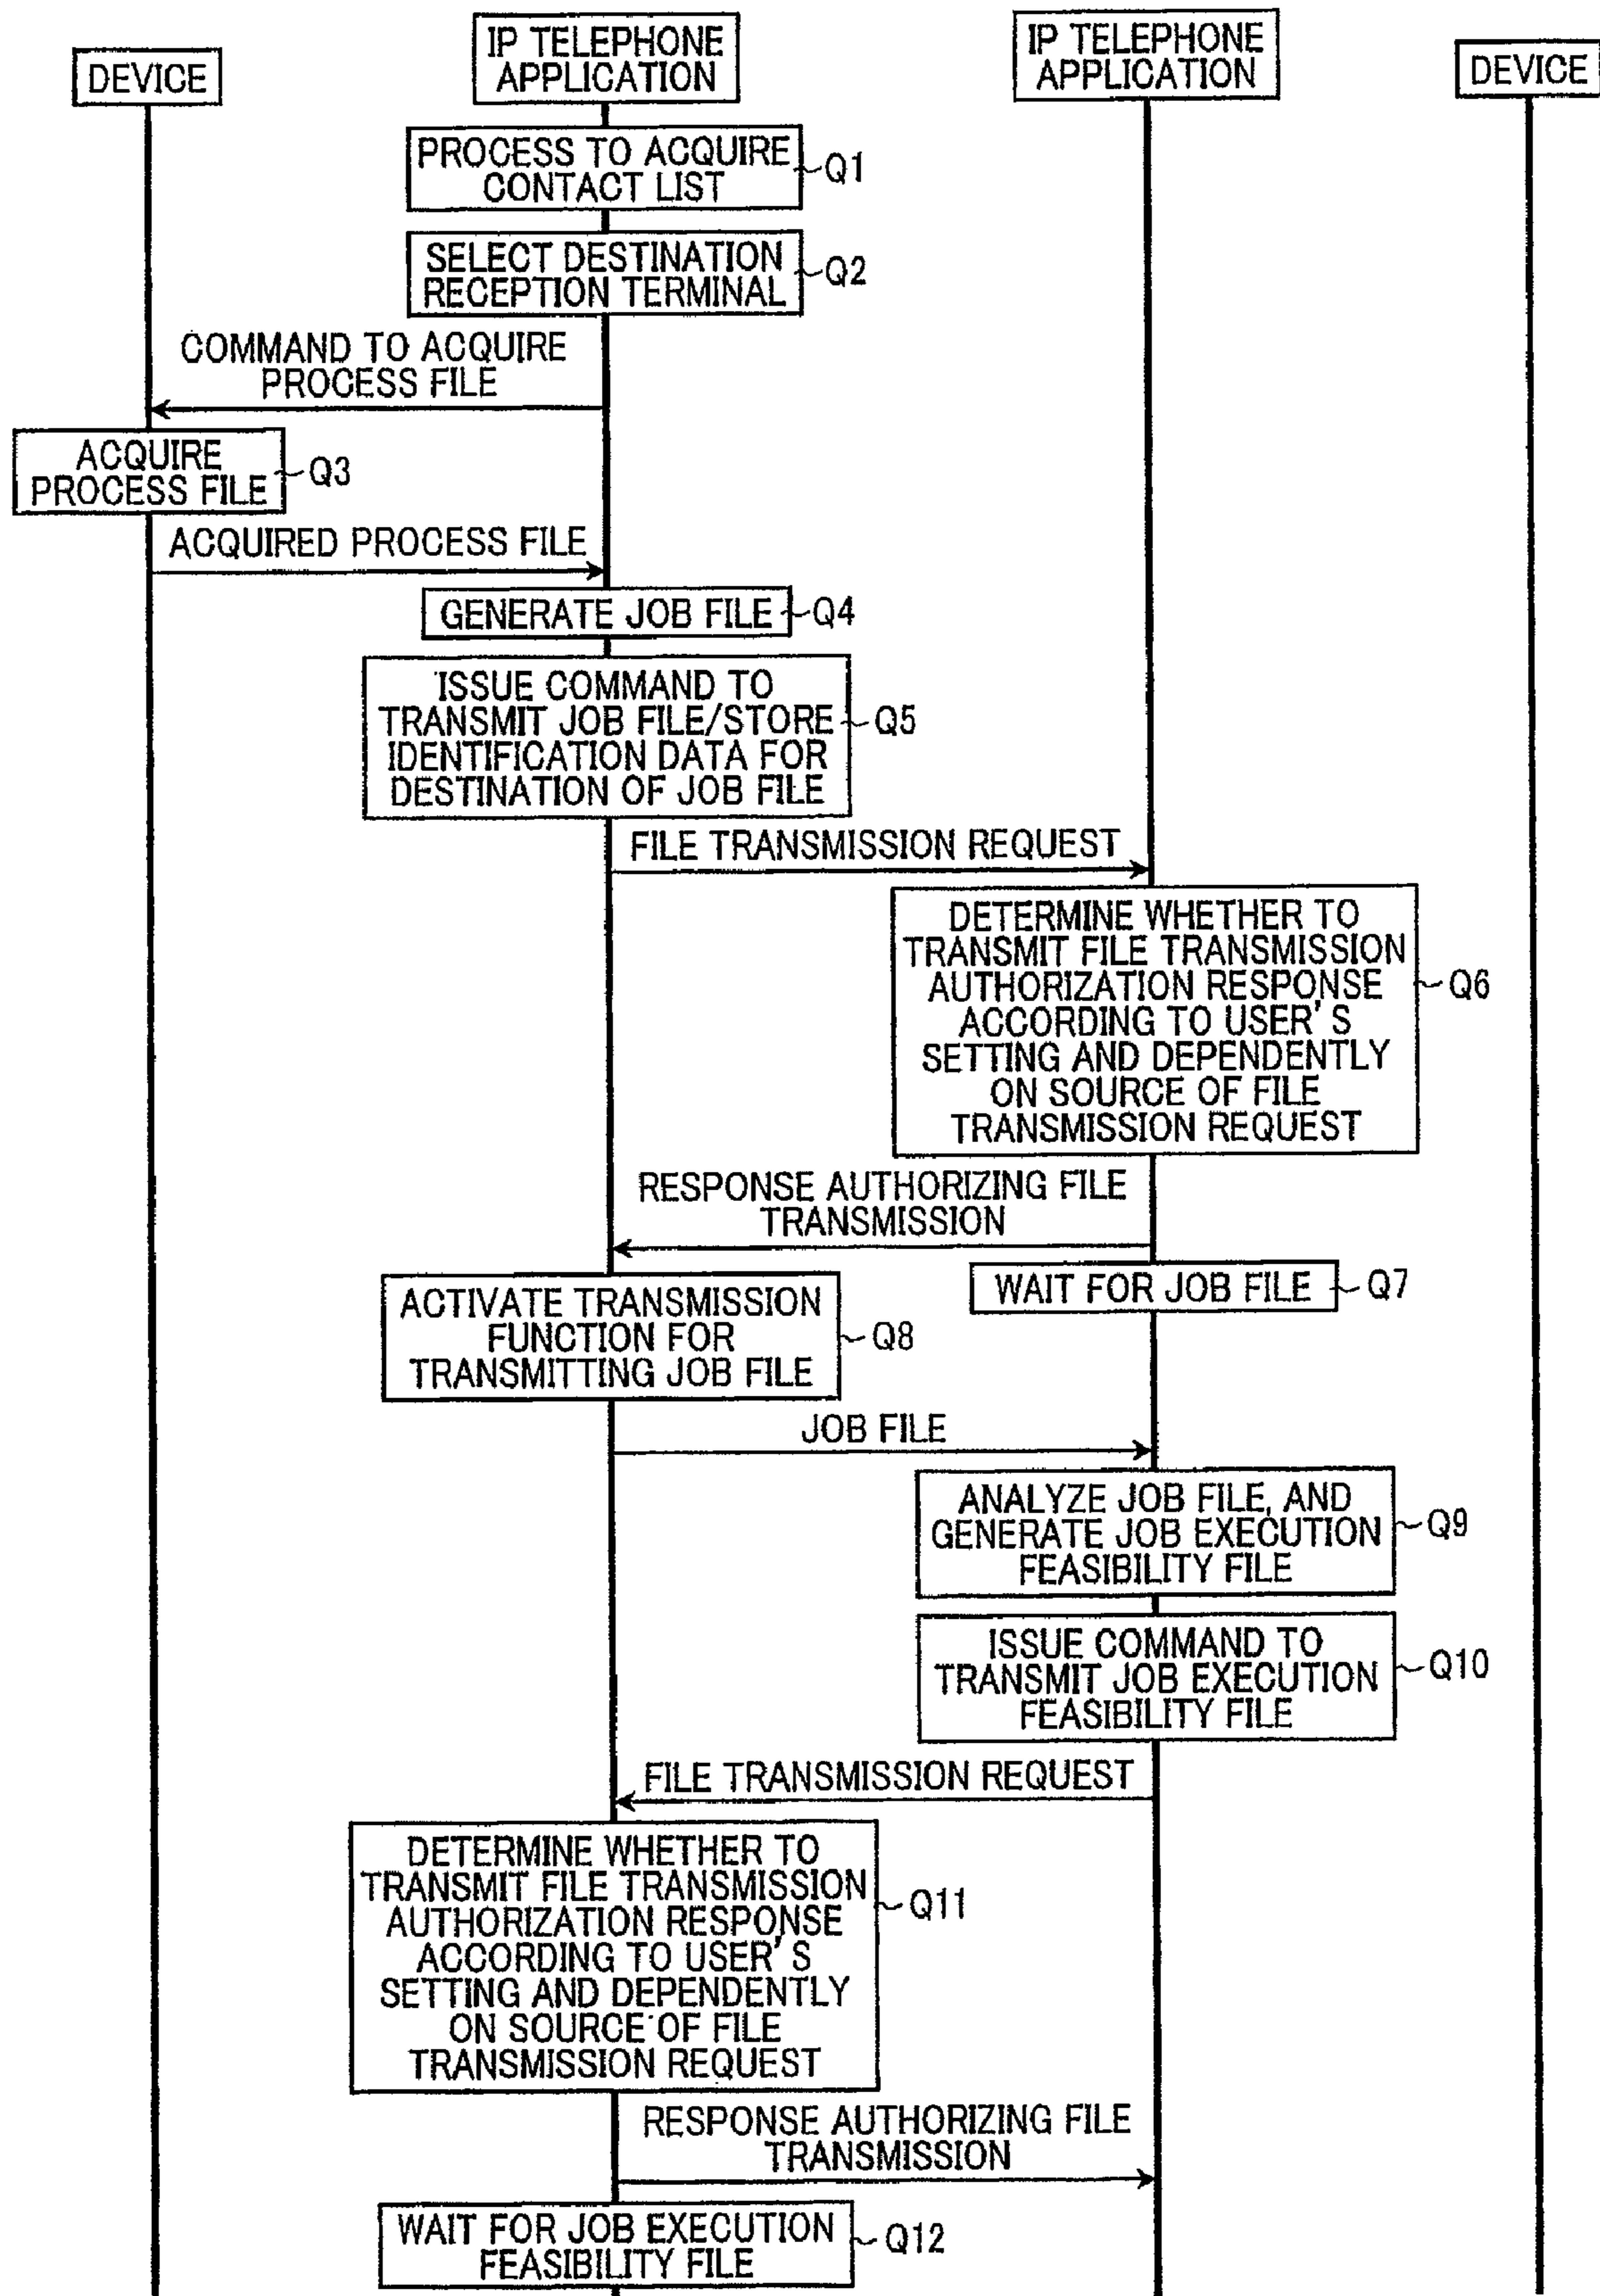 DEVICE
IP TELEPHONE
APPLICATION
IP TELEPHONE
APPLICATION
DEVICE
PROCESS TO ACQUIRE
CONTACT LIST
Q1
SELECT DESTINATION
RECEPTION TERMINAL
Q2
COMMAND TO ACQUIRE
PROCESS FILE
ACQUIRE
PROCESS FILE
Q3
ACQUIRED PROCESS FILE
GENERATE JOB FILE
Q4
ISSUE COMMAND TO
TRANSMIT JOB FILE/STORE
IDENTIFICATION DATA FOR
DESTINATION OF JOB FILE
Q5
FILE TRANSMISSION REQUEST
DETERMINE WHETHER TO
TRANSMIT FILE TRANSMISSION
AUTHORIZATION RESPONSE
ACCORDING TO USER'S
SETTING AND DEPENDENTLY
ON SOURCE OF FILE
TRANSMISSION REQUEST
Q6
RESPONSE AUTHORIZING FILE
TRANSMISSION
WAIT FOR JOB FILE
Q7
ACTIVATE TRANSMISSION
FUNCTION FOR
TRANSMITTING JOB FILE
Q8
JOB FILE
ANALYZE JOB FILE, AND
GENERATE JOB EXECUTION
FEASIBILITY FILE
Q9
ISSUE COMMAND TO
TRANSMIT JOB EXECUTION
FEASIBILITY FILE
Q10
FILE TRANSMISSION REQUEST
DETERMINE WHETHER TO
TRANSMIT FILE TRANSMISSION
AUTHORIZATION RESPONSE
ACCORDING TO USER'S
SETTING AND DEPENDENTLY
ON SOURCE OF FILE
TRANSMISSION REQUEST
Q11
RESPONSE AUTHORIZING FILE
TRANSMISSION
WAIT FOR JOB EXECUTION
FEASIBILITY FILE
Q12